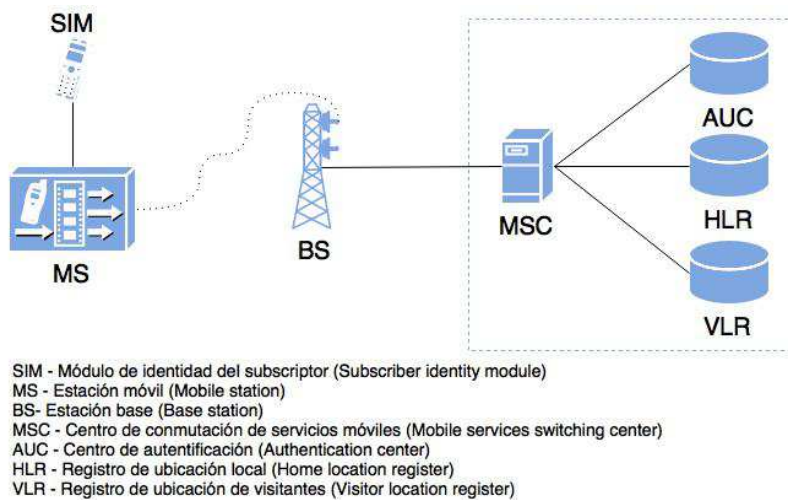 SIM
AUC
BS
MSC
HLR
MS
VLR
SIM - Módulo de identidad del subscriptor (Subscriber identity module)
MS - Estación móvil (Mobile station)
BS- Estación base (Base station)
MSC - Centro de conmutación de servicios móviles (Mobile services switching center)
AUC - Centro de autentificación (Authentication center)
HLR - Registro de ubicación local (Home location register)
VLR - Registro de ubicación de visitantes (Visitor location register)